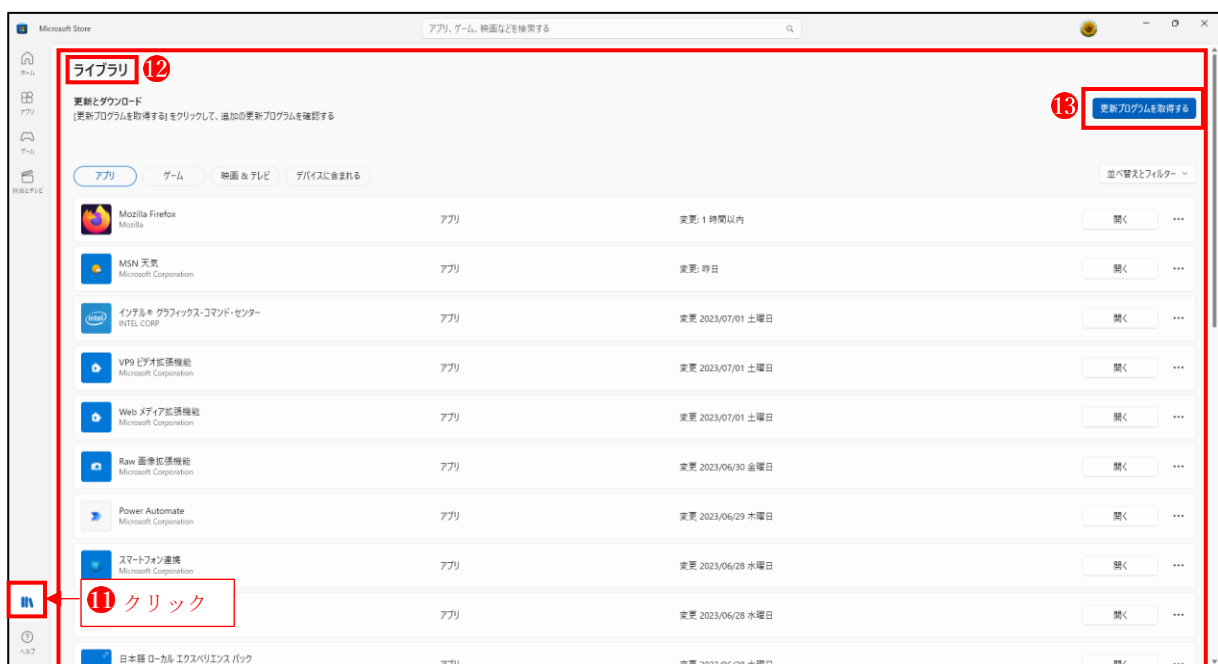 Microsoft Store
アプリ、ゲーム、映画などを検索する
ホーム
アプリ
ゲーム
映画とテレビ
ライブラリ
⓬
更新とダウンロード
[更新プログラムを取得する] をクリックして、追加の更新プログラムを確認する
⓭
更新プログラムを取得する
アプリ ゲーム 映画 & テレビ デバイスに含まれる
並べ替えとフィルター
Mozilla Firefox
Mozilla
アプリ 変更: 1 時間以内 開く
MSN 天気
Microsoft Corporation
アプリ 変更: 昨日 開く
intel
インテル® グラフィックス・コマンド・センター
INTEL CORP
アプリ 変更 2023/07/01 土曜日 開く
VP9 ビデオ拡張機能
Microsoft Corporation
アプリ 変更 2023/07/01 土曜日 開く
Web メディア拡張機能
Microsoft Corporation
アプリ 変更 2023/07/01 土曜日 開く
Raw 画像拡張機能
Microsoft Corporation
アプリ 変更 2023/06/30 金曜日 開く
Power Automate
Microsoft Corporation
アプリ 変更 2023/06/29 木曜日 開く
スマートフォン連携
Microsoft Corporation
アプリ 変更 2023/06/28 水曜日 開く
⓫ クリック
アプリ 変更 2023/06/28 水曜日 開く
ヘルプ
日本語 ローカル エクスペリエンス パック
アプリ 変更 2023/06/28 水曜日 開く